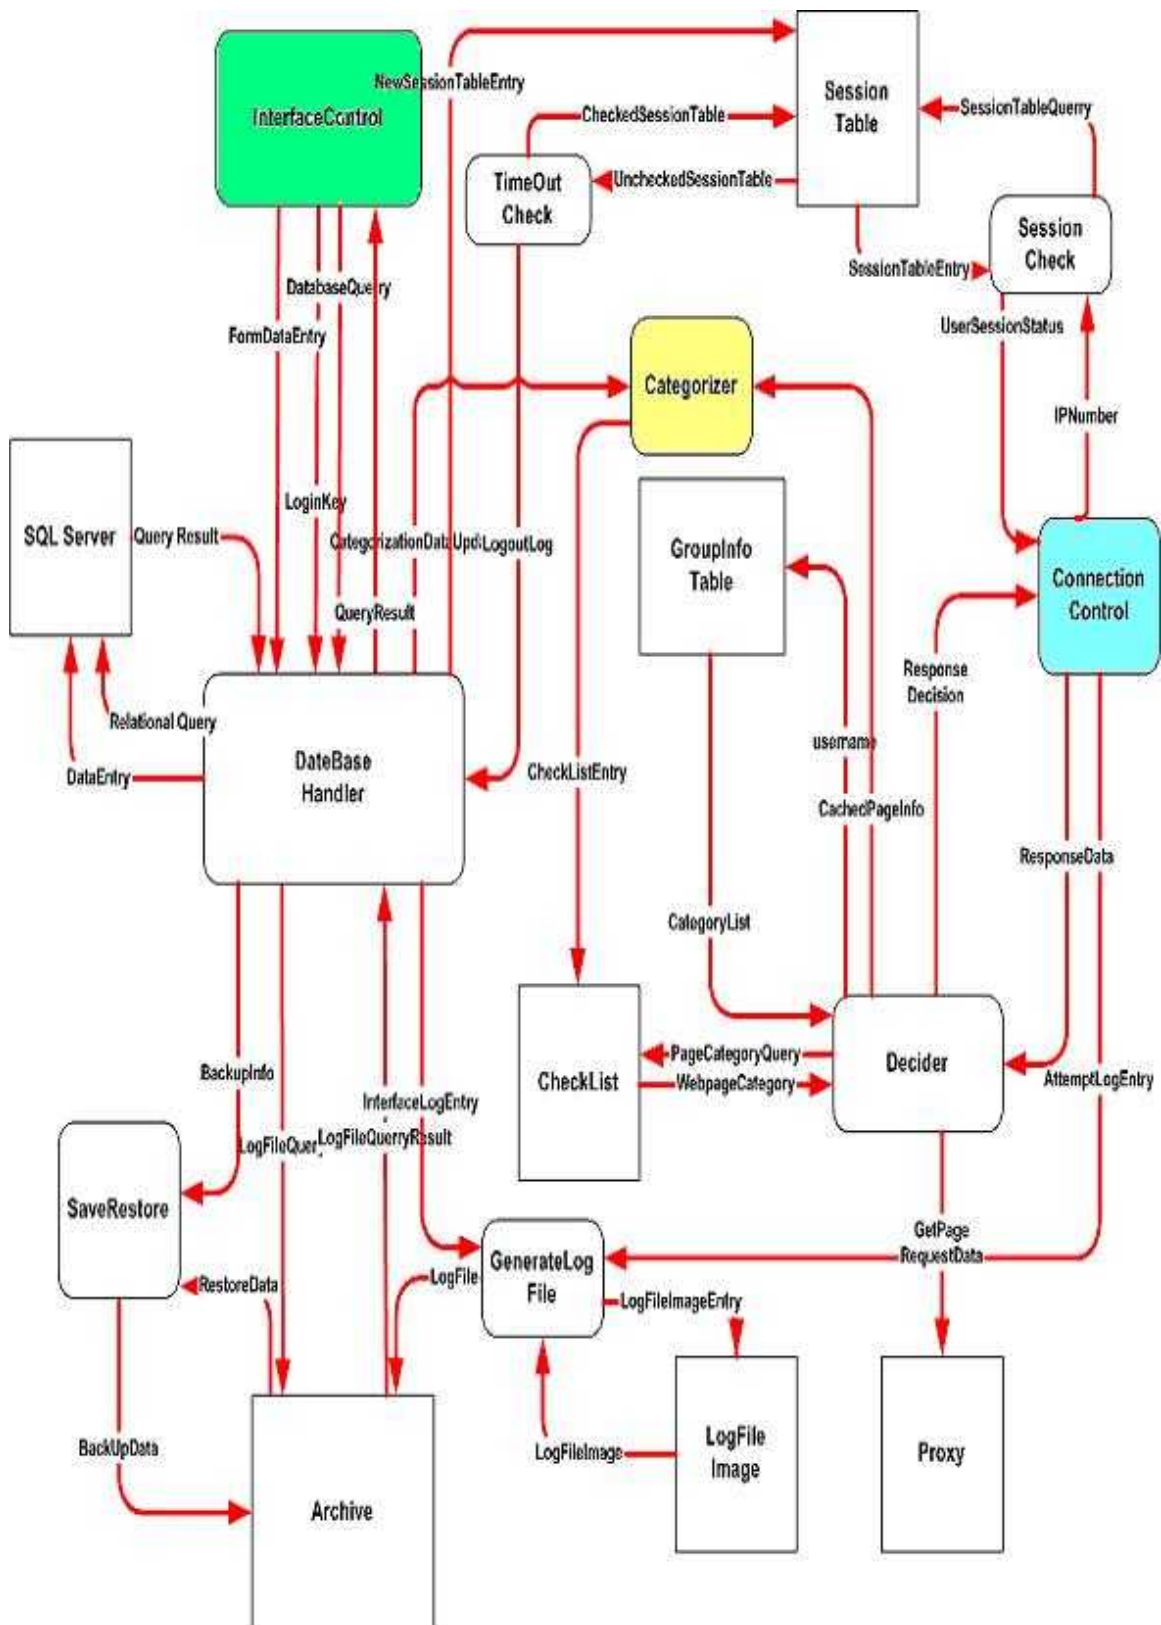 NewSessionTableEntry
InterfaceControl
CheckedSessionTable
Session
Table
SessionTableQuerry
TimeOut
Check
UncheckedSessionTable
Session
Check
SessionTableEntry
DatabaseQuerry
FormDataEntry
UserSessionStatus
Categorizer
IPNumber
LoginKey
SQL Server
Query Result
LogoutLog
GroupInfo
Table
Connection
Control
QueryResult
Response
Decision
Relational Query
username
DateBase
Handler
DataEntry
CheckListEntry
CachedPageInfo
ResponseData
CategoryList
PageCategoryQuery
Decider
BackupInfo
CheckList
WebpageCategory
AttemptLogEntry
InterfaceLogEntry
LogFileQuerryResult
SaveRestore
GetPage
RequestData
GenerateLog
File
LogFile
RestoreData
LogFileImageEntry
BackUpData
LogFileImage
LogFile
Image
Proxy
Archive